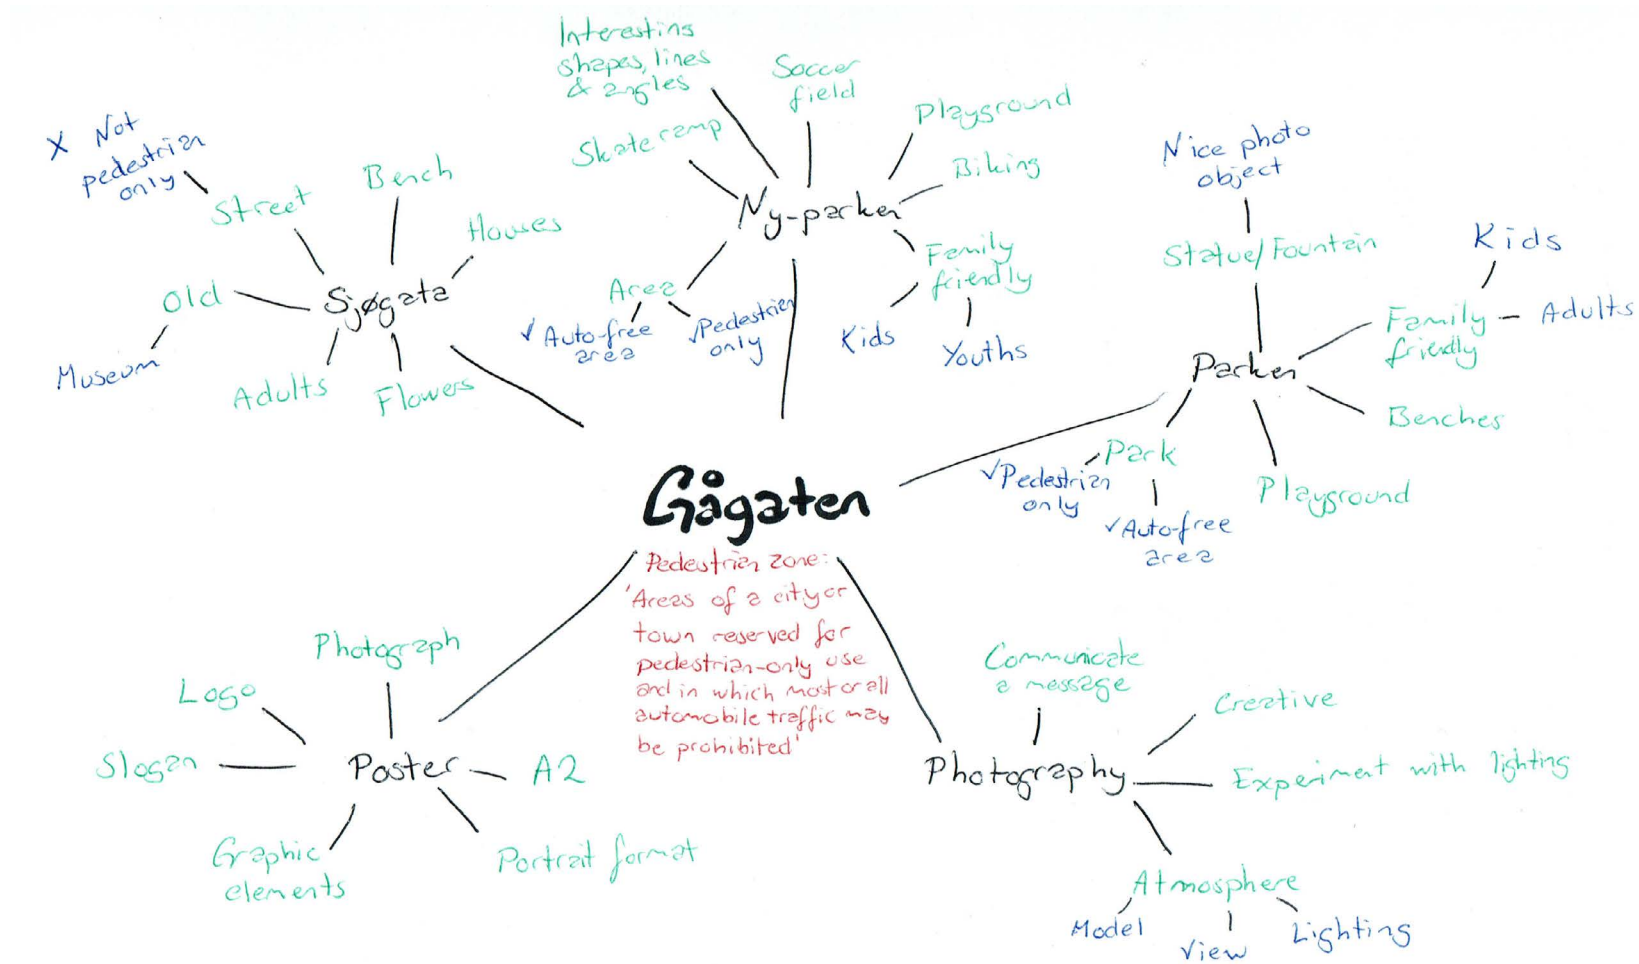 Interesting
shapes, lines
& angles
Soccer
field
Skate ramp
Playground
Biking
Ny-parken
Area
✓ Auto-free
area
✓ Pedestrian
only
Family
friendly
Kids
Youths
X Not
pedestrian
only
Street
Bench
Houses
Old
Sjøgata
Museum
Adults
Flowers
Nice photo
object
Statue/Fountain
Kids
Family
friendly
Adults
Parken
Benches
Park
✓ Pedestrian
only
✓ Auto-free
area
Playground
Gågaten
Pedestrian zone:
'Areas of a city or
town reserved for
pedestrian-only use
and in which most or all
automobile traffic may
be prohibited'
Photograph
Logo
Slogan
Poster
A2
Graphic
elements
Portrait format
Communicate
a message
Creative
Photography
Experiment with lighting
Atmosphere
Model
View
Lighting